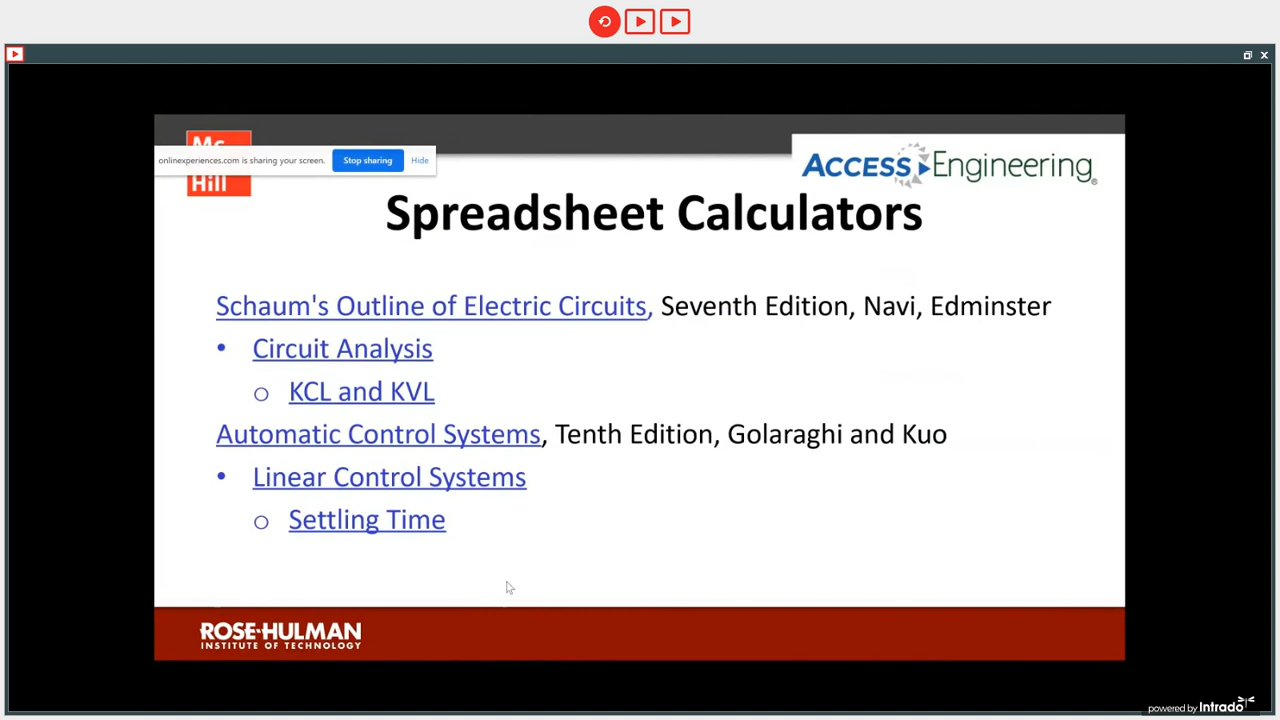 Mc
onlinexperiences.com is sharing your screen. Stop sharing Hide
Hill
ACCESS Engineering
Spreadsheet Calculators
Schaum's Outline of Electric Circuits, Seventh Edition, Navi, Edminster
• Circuit Analysis
o KCL and KVL
Automatic Control Systems, Tenth Edition, Golaraghi and Kuo
• Linear Control Systems
o Settling Time
ROSE-HULMAN
INSTITUTE OF TECHNOLOGY
powered by Intrado